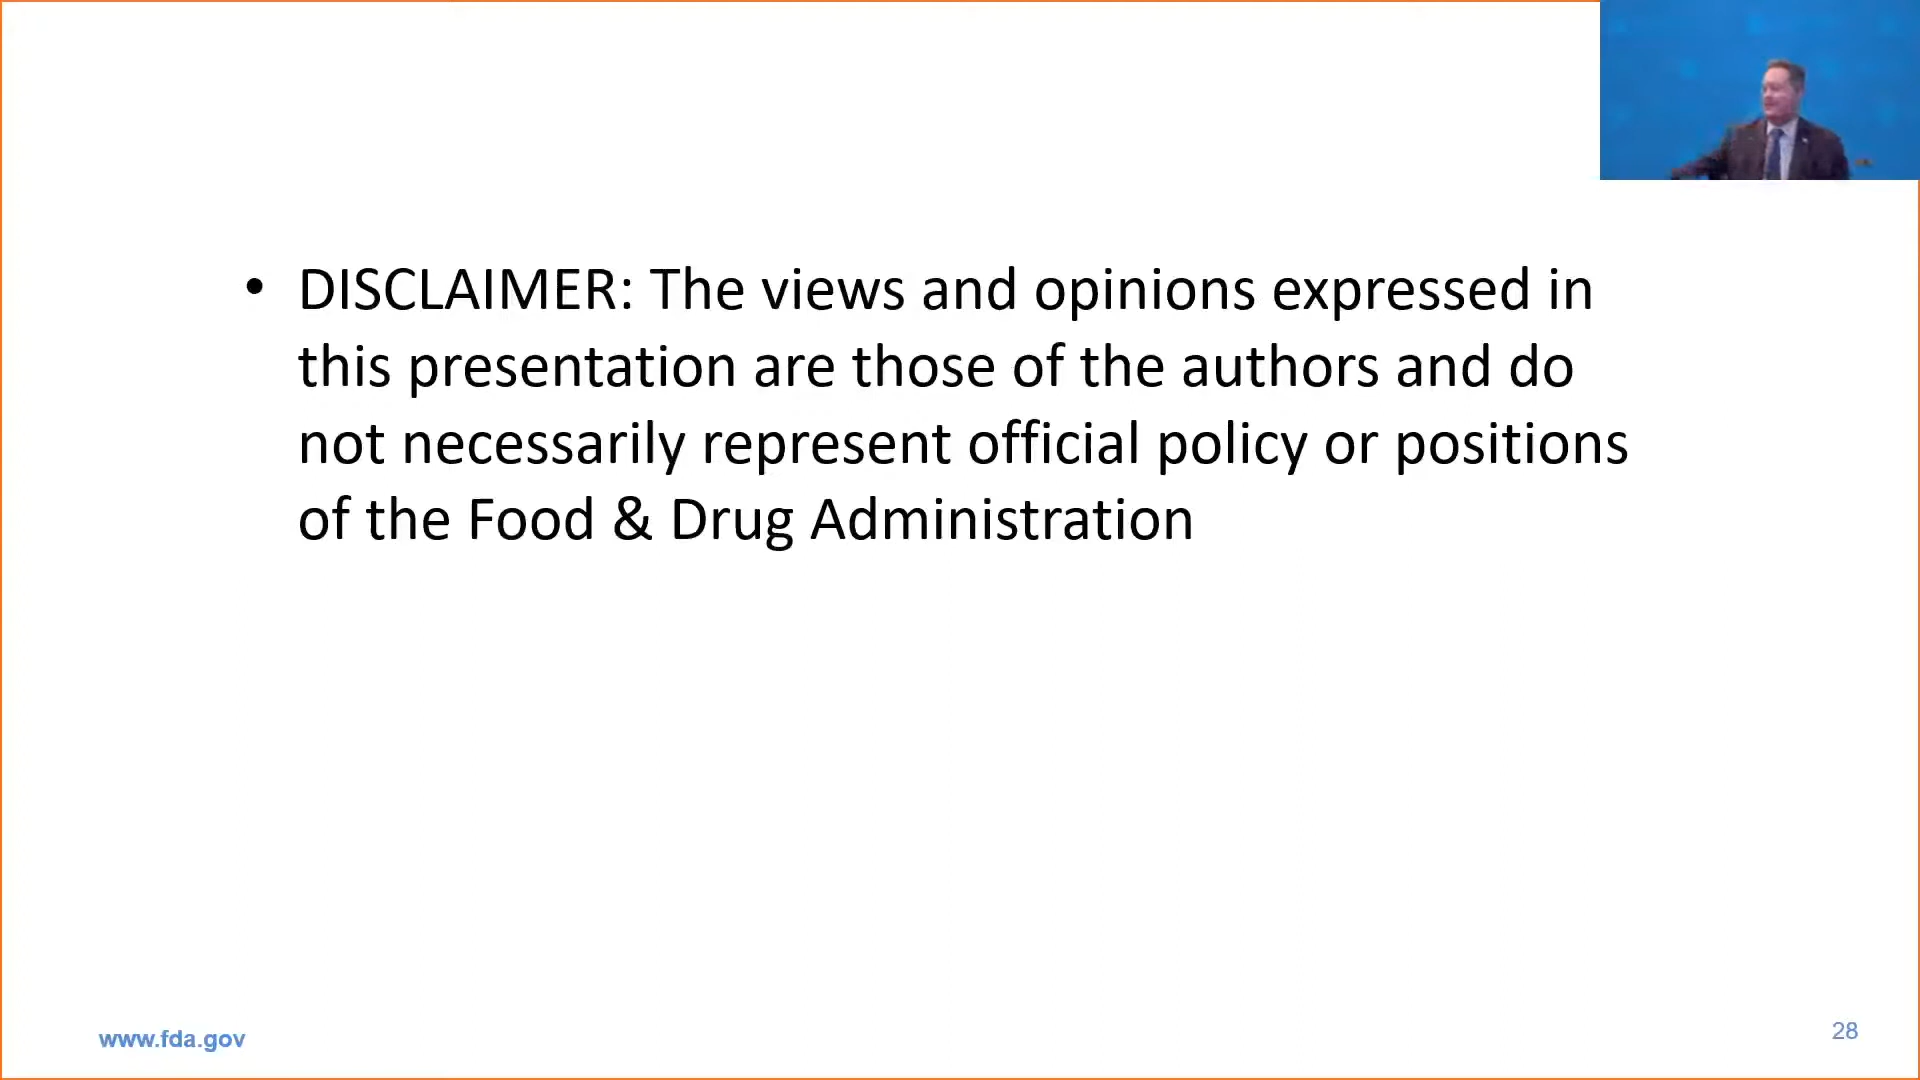 • DISCLAIMER: The views and opinions expressed in
this presentation are those of the authors and do
not necessarily represent official policy or positions
of the Food & Drug Administration
www.fda.gov
28